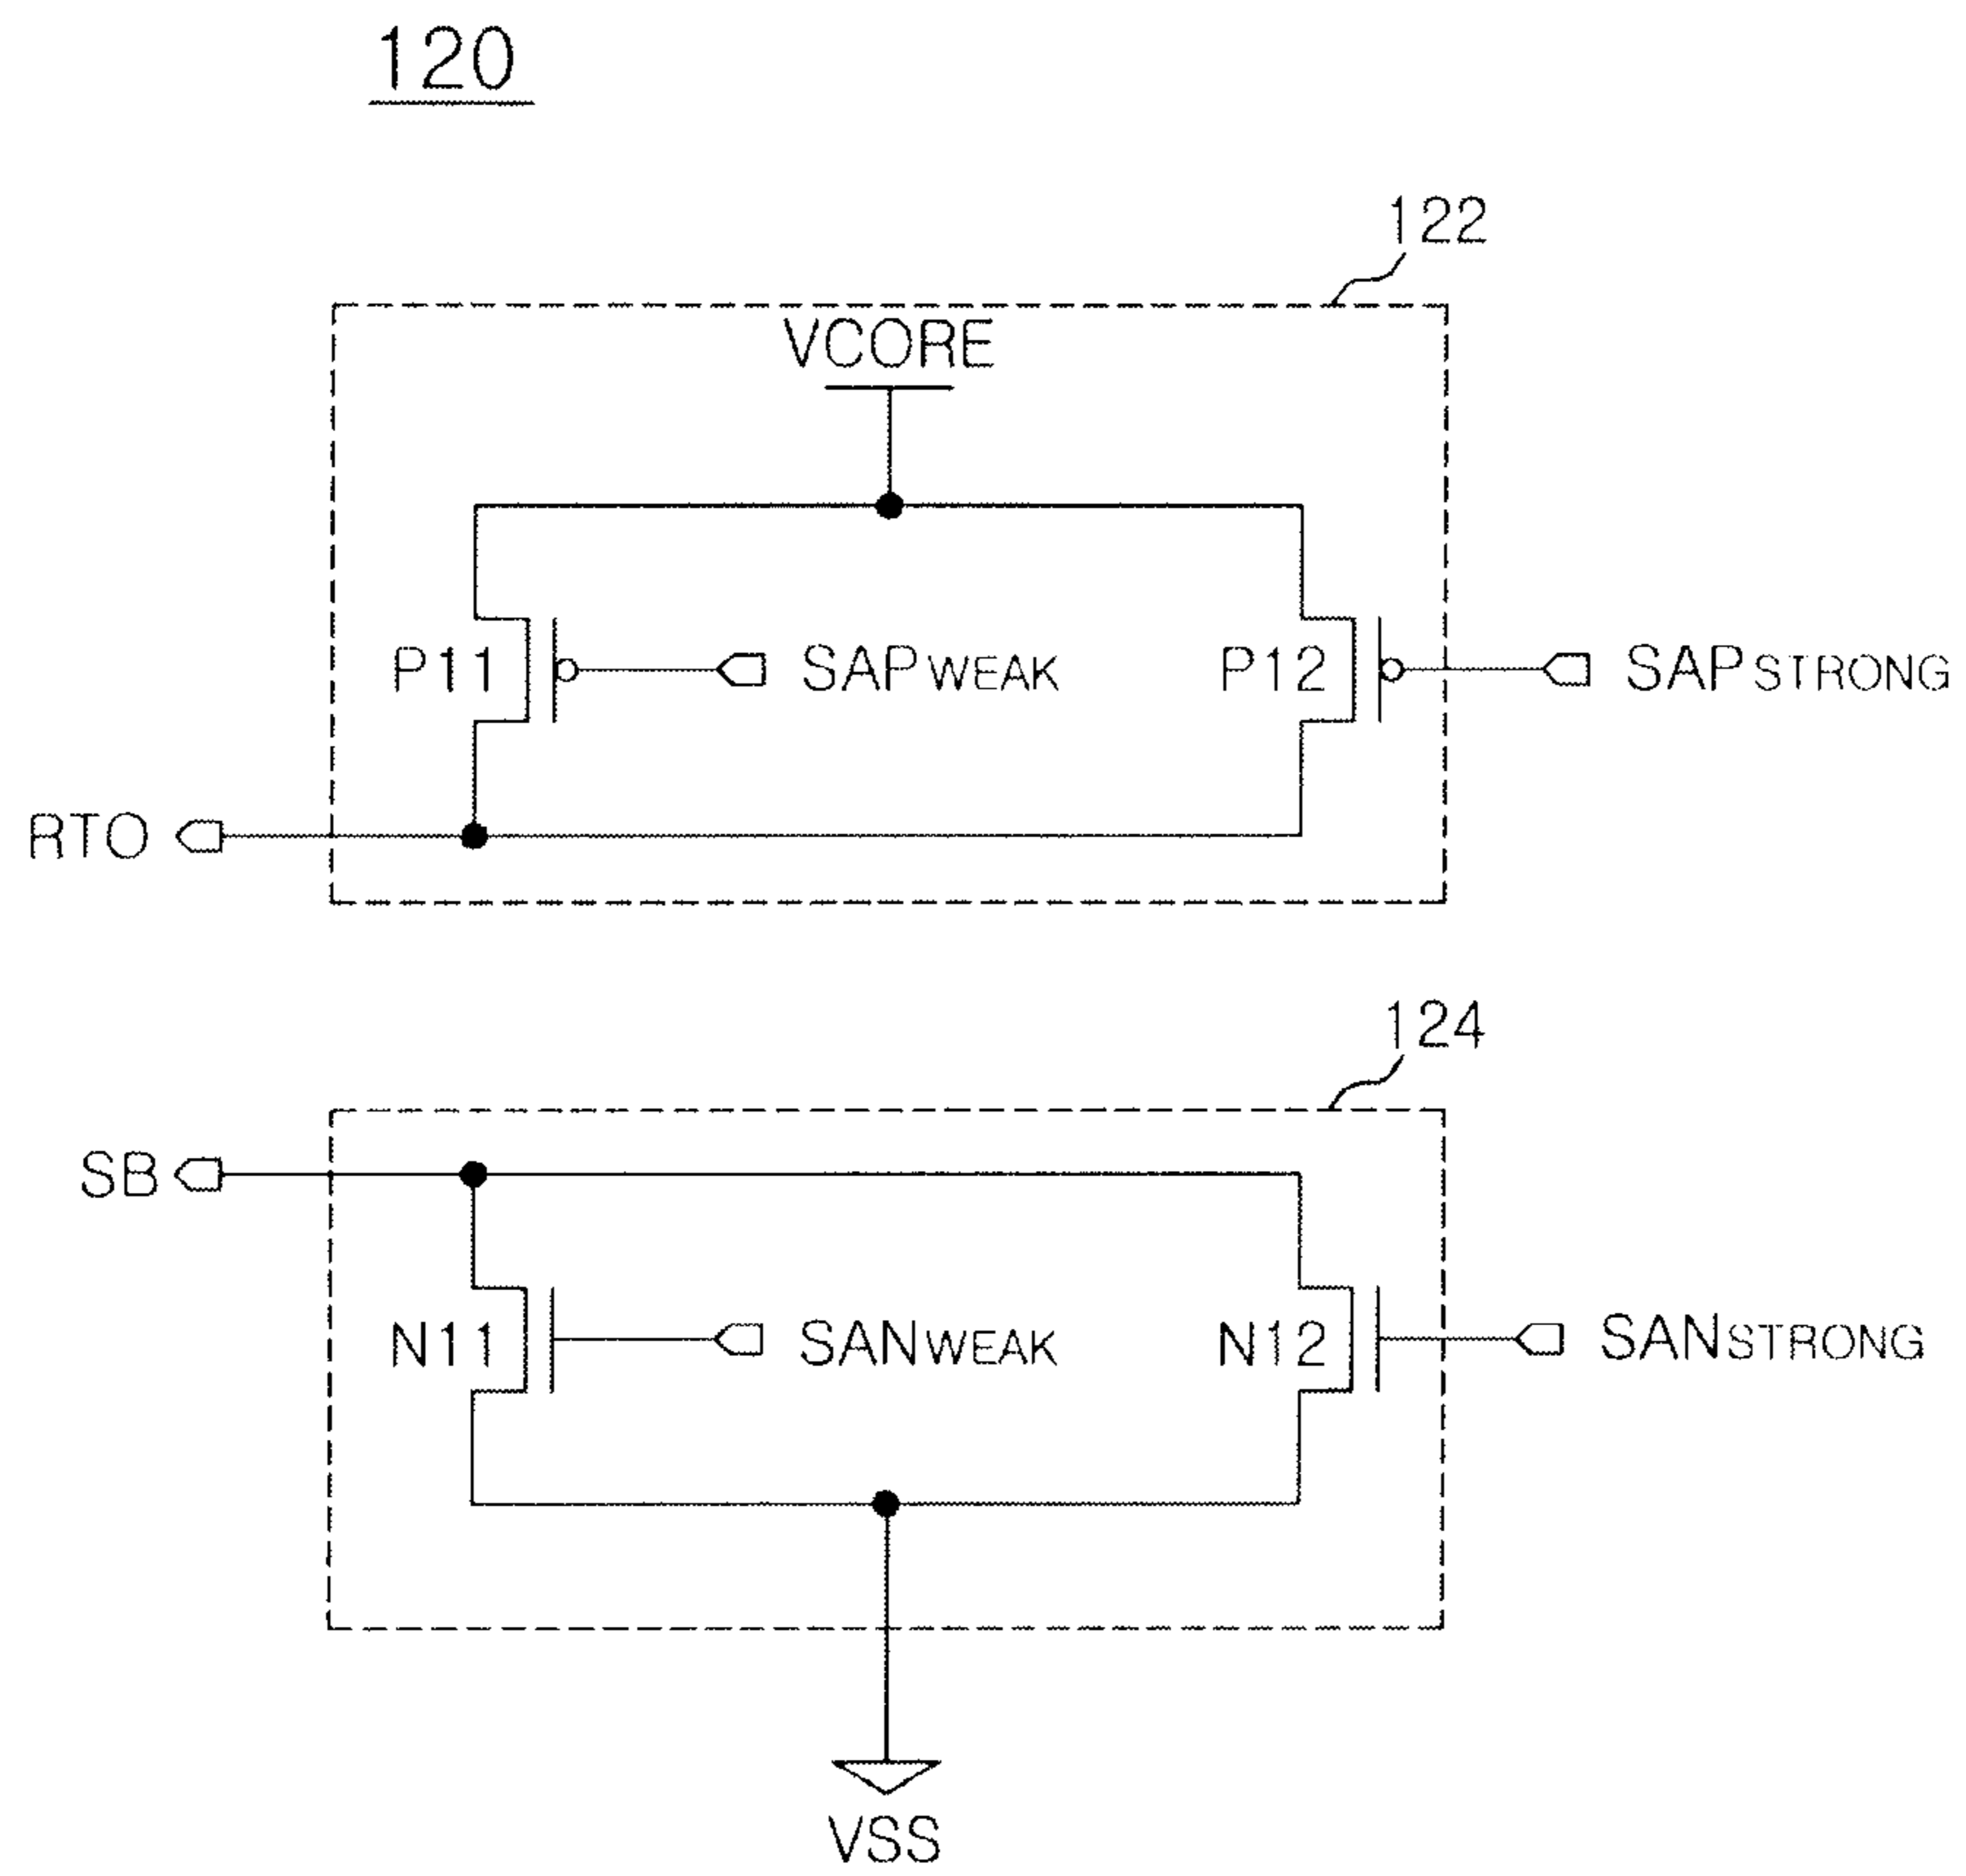 120
122
VCORE
P11
SAPWEAK
P12
SAPSTRONG
RTO
124
SB
N11
SANWEAK
N12
SANSTRONG
VSS